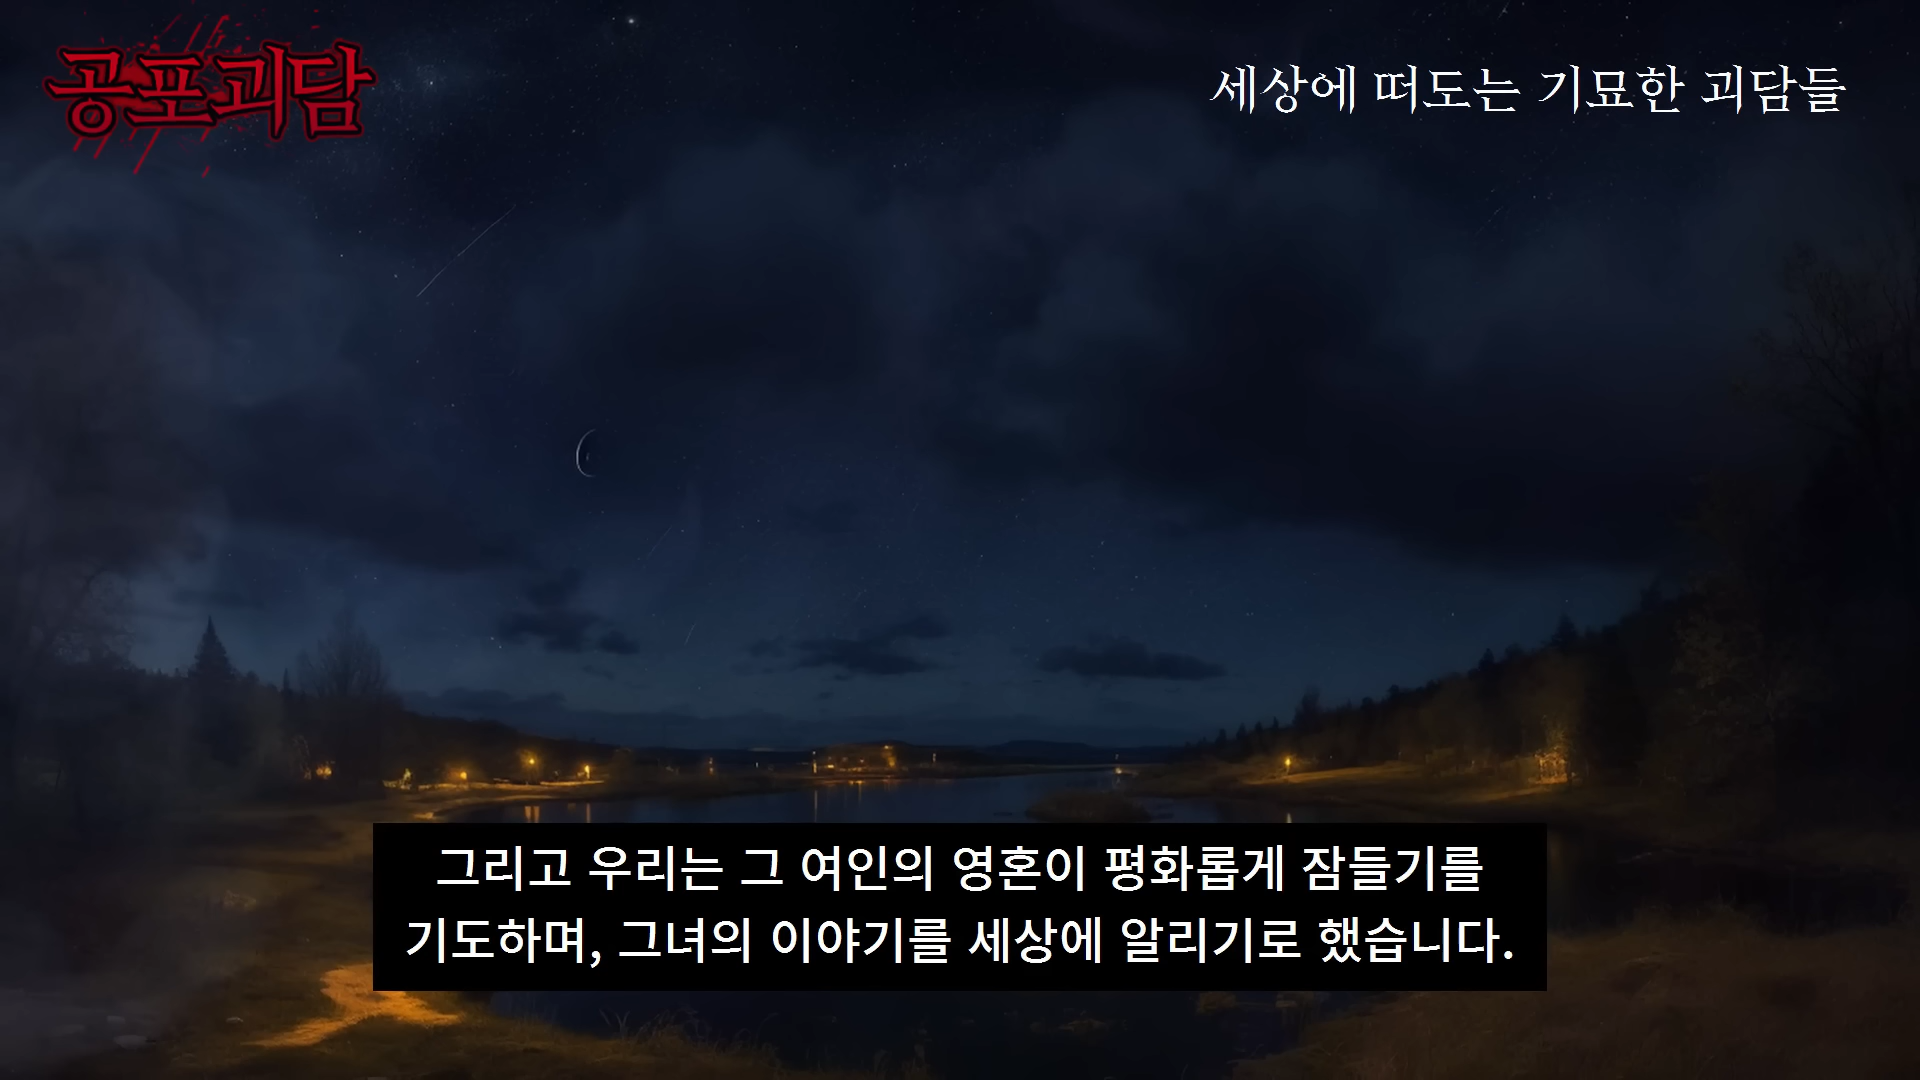 공포괴담
세상에 떠도는 기묘한 괴담들
그리고 우리는 그 여인의 영혼이 평화롭게 잠들기를
기도하며, 그녀의 이야기를 세상에 알리기로 했습니다.